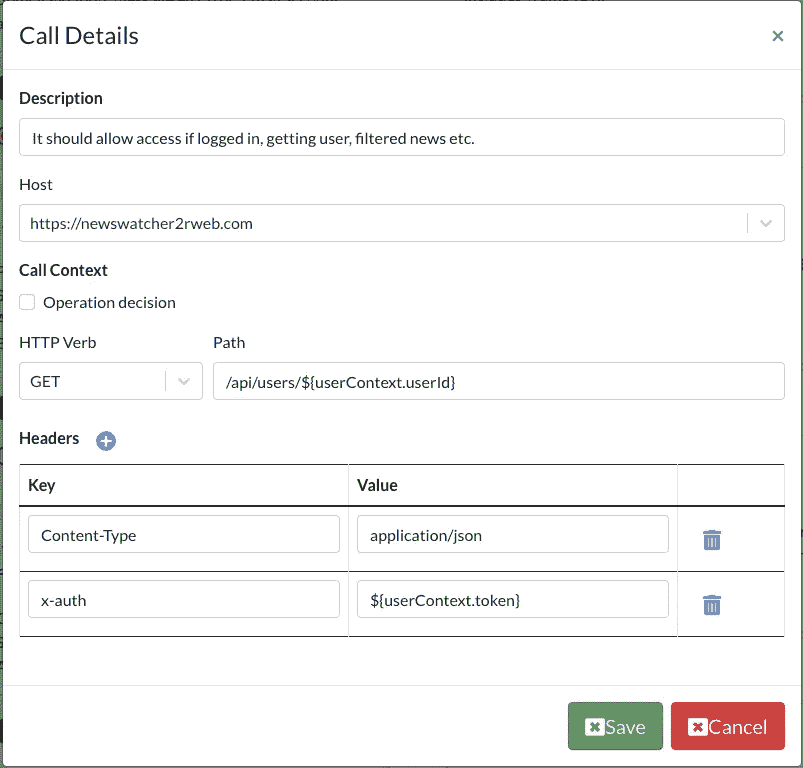 Call Details
Description
It should allow access if logged in, getting user, filtered news etc.
Host
https://newswatcher2rweb.com
Call Context
Operation decision
HTTP Verb Path
GET /api/users/${userContext.userId}
Headers
Key Value
Content-Type application/json
x-auth ${userContext.token}
Save Cancel